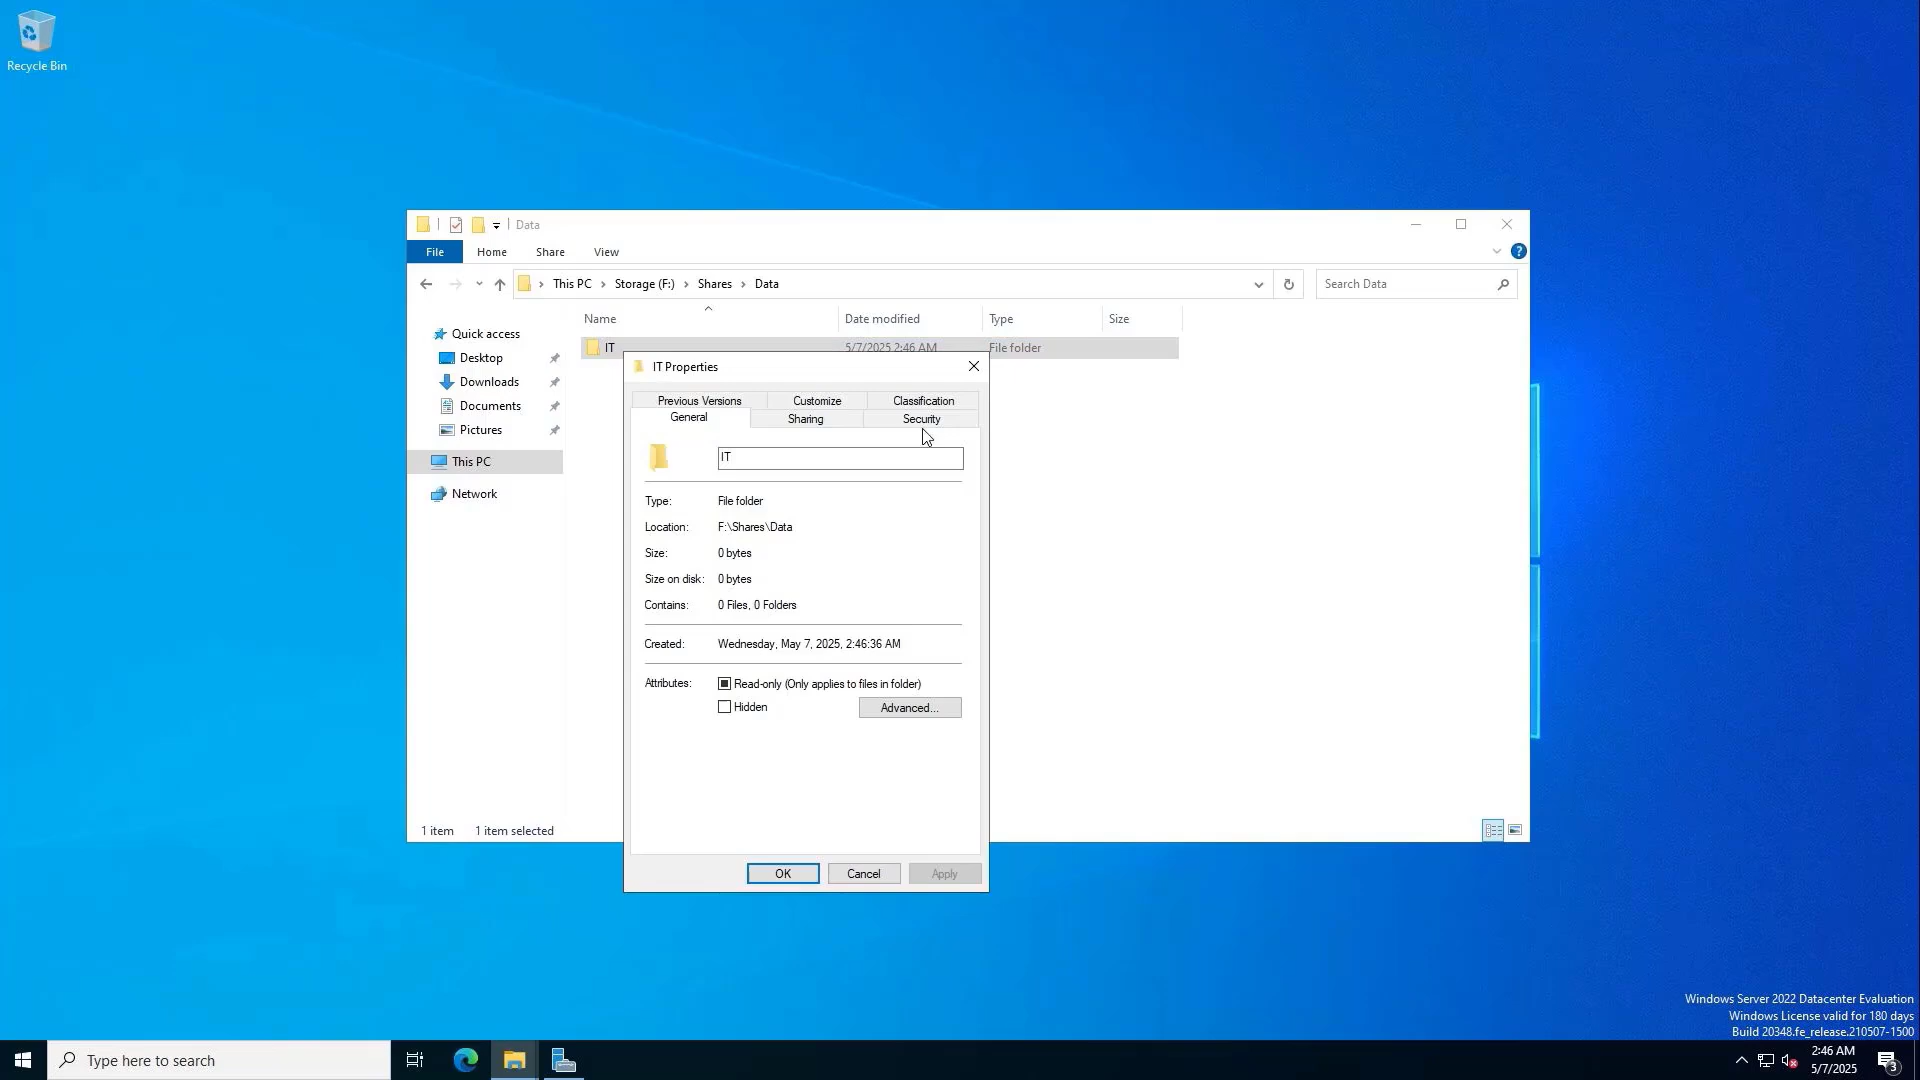 Recycle Bin
Data
File Home Share View
This PC Storage (F:) Shares Data
Search Data
Name Date modified Type Size
Quick access
Desktop
Downloads
Documents
Pictures
This PC
Network
IT 5/7/2025 2:46 AM File folder
IT Properties
Previous Versions Customize Classification
General Sharing Security
IT
Type: File folder
Location: F:\Shares\Data
Size: 0 bytes
Size on disk: 0 bytes
Contains: 0 Files, 0 Folders
Created: Wednesday, May 7, 2025, 2:46:36 AM
Attributes: Read-only (Only applies to files in folder)
Hidden Advanced...
OK Cancel Apply
1 item 1 item selected
Windows Server 2022 Datacenter Evaluation
Windows License valid for 180 days
Build 20348.fe_release.210507-1500
Type here to search
2:46 AM
5/7/2025
3